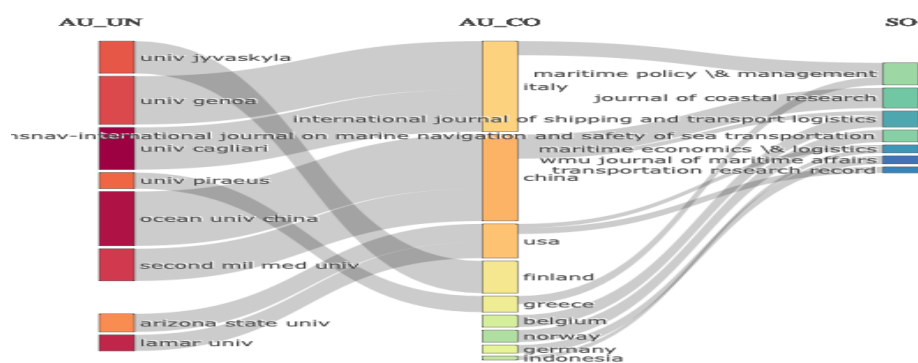 AU_UN
AU_CO
SO
univ jyvaskyla
univ genoa
univ cagliari
univ piraeus
ocean univ china
second mil med univ
arizona state univ
lamar univ
italy
china
usa
finland
greece
belgium
norway
germany
indonesia
maritime policy \& management
journal of coastal research
international journal of shipping and transport logistics
nsnav-international journal on marine navigation and safety of sea transportation
maritime economics \& logistics
wmu journal of maritime affairs
transportation research record